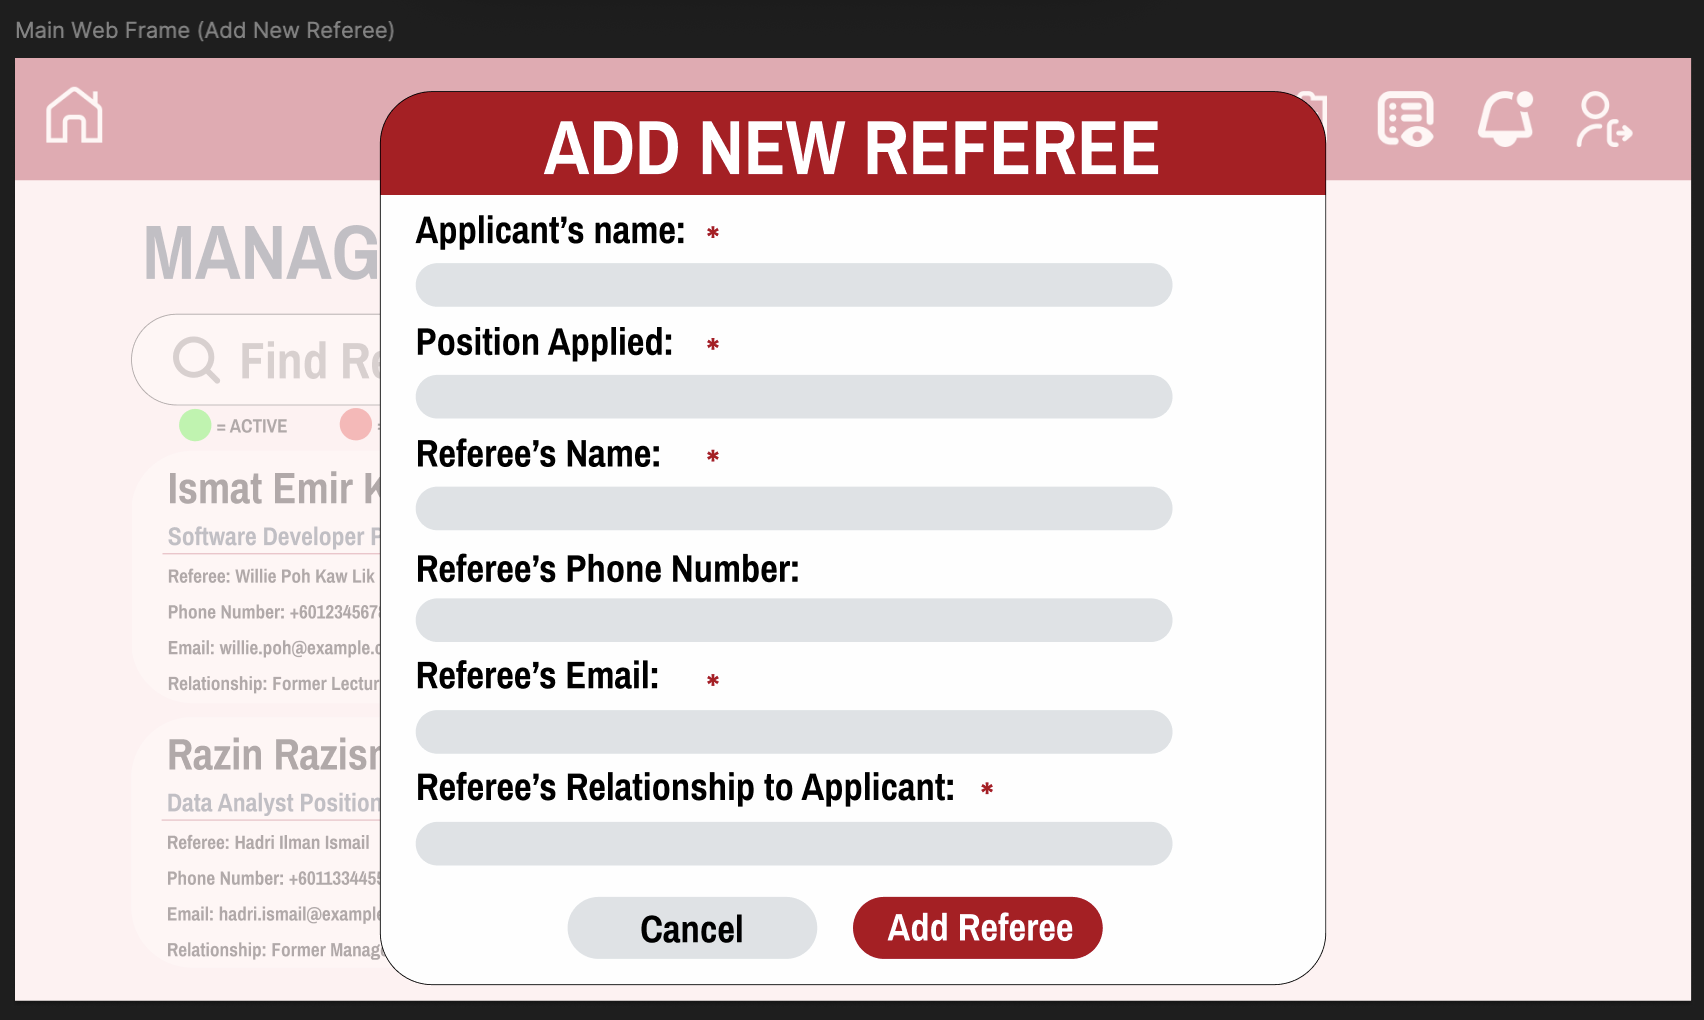 Main Web Frame (Add New Referee)
ADD NEW REFEREE
MANAG
Find Re
= ACTIVE
=
Ismat Emir K
Software Developer P
Referee: Willie Poh Kaw Lik
Phone Number: +6012345678
Email: willie.poh@example.c
Relationship: Former Lectur
Razin Razism
Data Analyst Position
Referee: Hadri Ilman Ismail
Phone Number: +6011334455
Email: hadri.ismail@example
Relationship: Former Manage
Applicant’s name: *
Position Applied: *
Referee’s Name: *
Referee’s Phone Number:
Referee’s Email: *
Referee’s Relationship to Applicant: *
Cancel
Add Referee